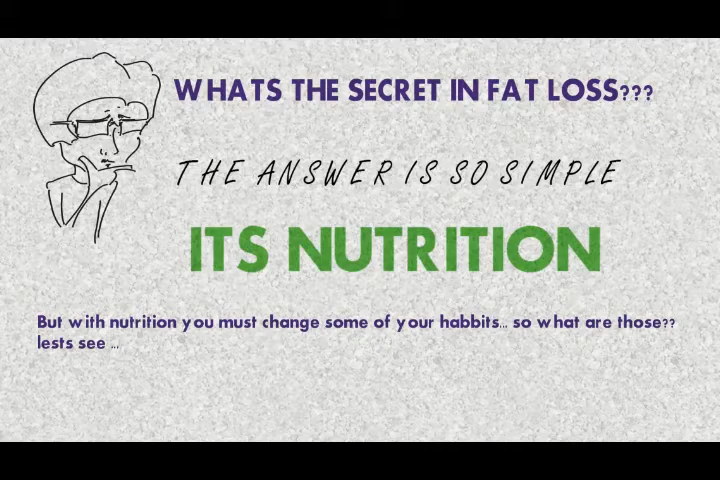 WHATS THE SECRET IN FAT LOSS???
THE ANSWER IS SO SIMPLE
ITS NUTRITION
But with nutrition you must change some of your habbits... so what are those??
lests see ...